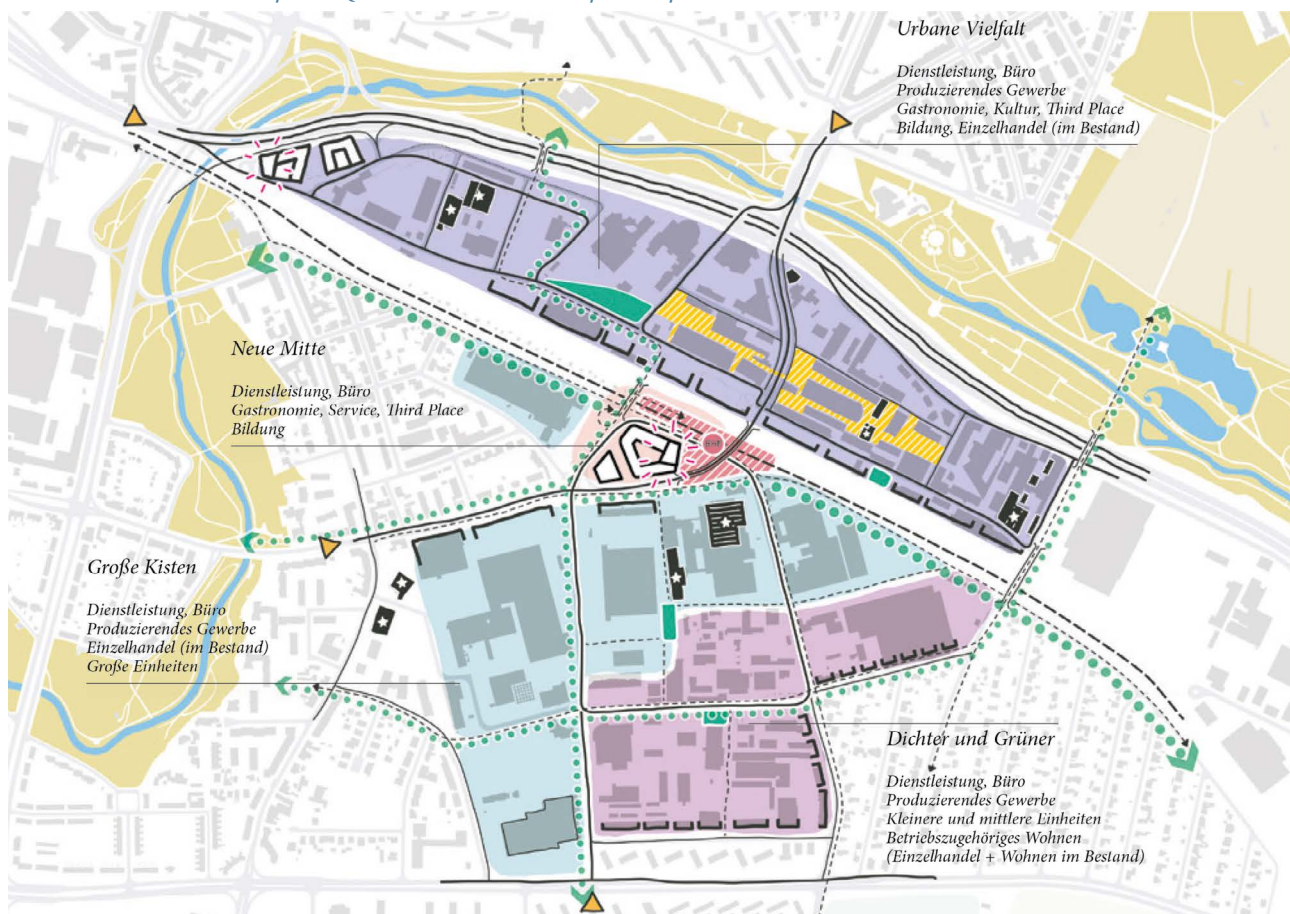 Urbane Vielfalt
Dienstleistung, Büro
Produzierendes Gewerbe
Gastronomie, Kultur, Third Place
Bildung, Einzelhandel (im Bestand)
Neue Mitte
Dienstleistung, Büro
Gastronomie, Service, Third Place
Bildung
Große Kisten
Dienstleistung, Büro
Produzierendes Gewerbe
Einzelhandel (im Bestand)
Große Einheiten
Dichter und Grüner
Dienstleistung, Büro
Produzierendes Gewerbe
Kleinere und mittlere Einheiten
Betriebszugehöriges Wohnen
(Einzelhandel + Wohnen im Bestand)